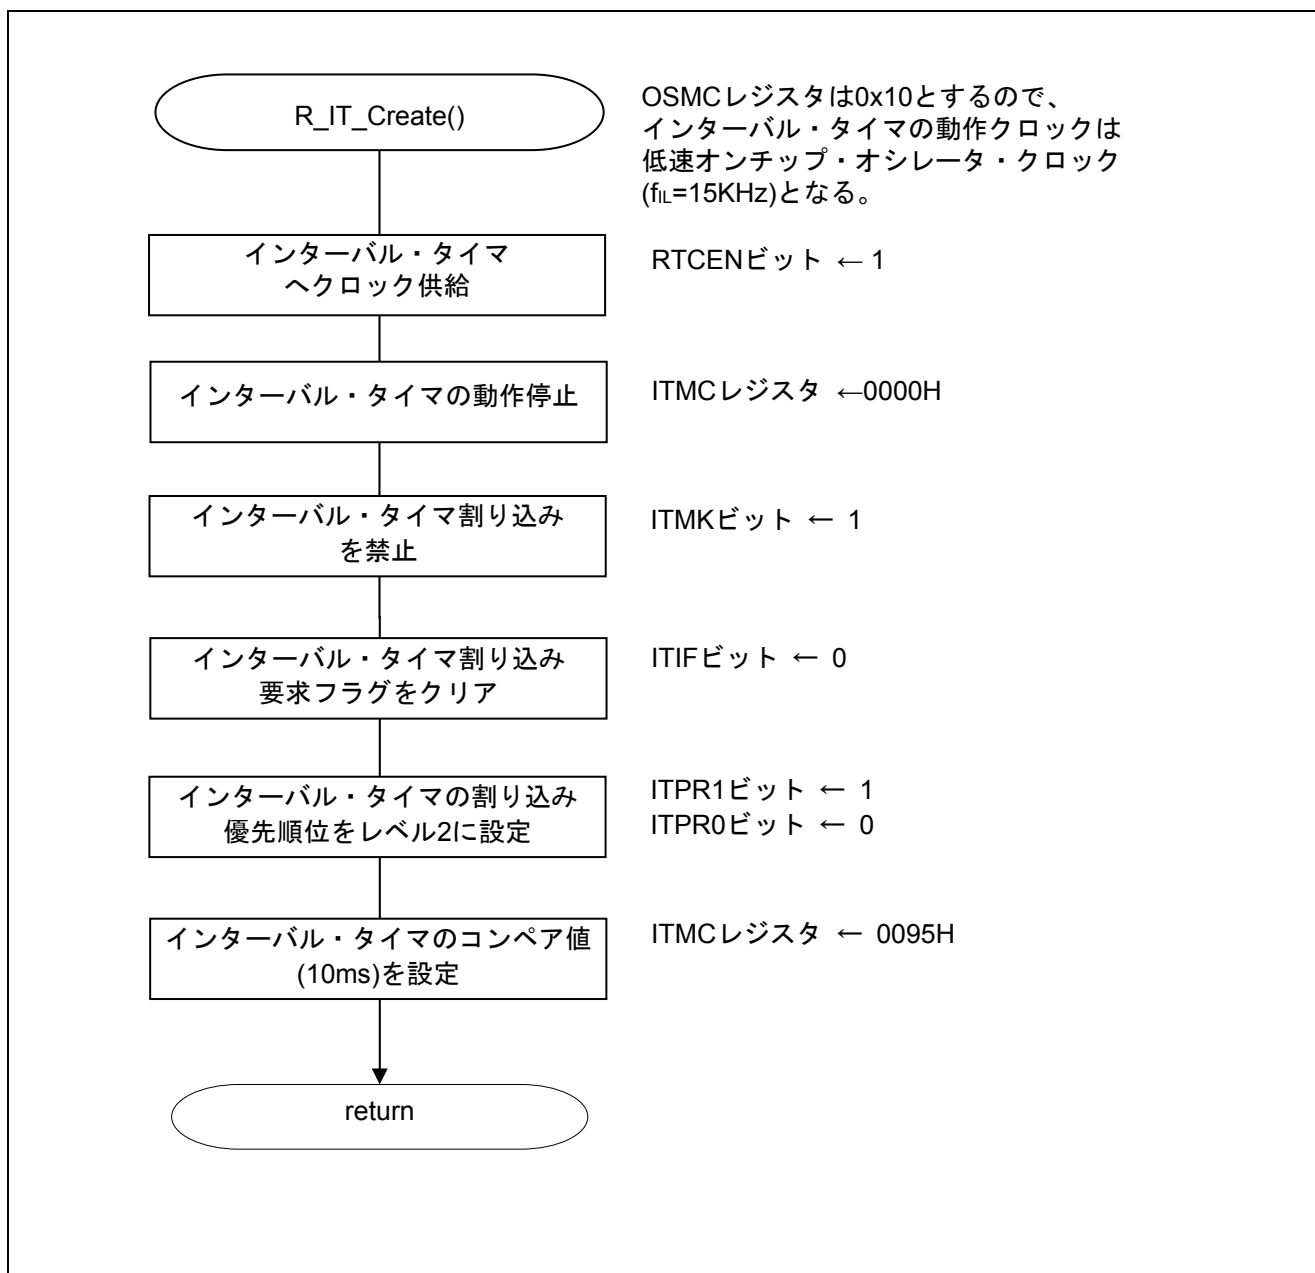 R_IT_Create()
OSMCレジスタは0x10とするので、
インターバル・タイマの動作クロックは
低速オンチップ・オシレータ・クロック
(fIL=15KHz)となる。
インターバル・タイマ
へクロック供給
RTCENビット ← 1
インターバル・タイマの動作停止
ITMCレジスタ ←0000H
インターバル・タイマ割り込み
を禁止
ITMKビット ← 1
インターバル・タイマ割り込み
要求フラグをクリア
ITIFビット ← 0
インターバル・タイマの割り込み
優先順位をレベル2に設定
ITPR1ビット ← 1
ITPR0ビット ← 0
インターバル・タイマのコンペア値
(10ms)を設定
ITMCレジスタ ← 0095H
return